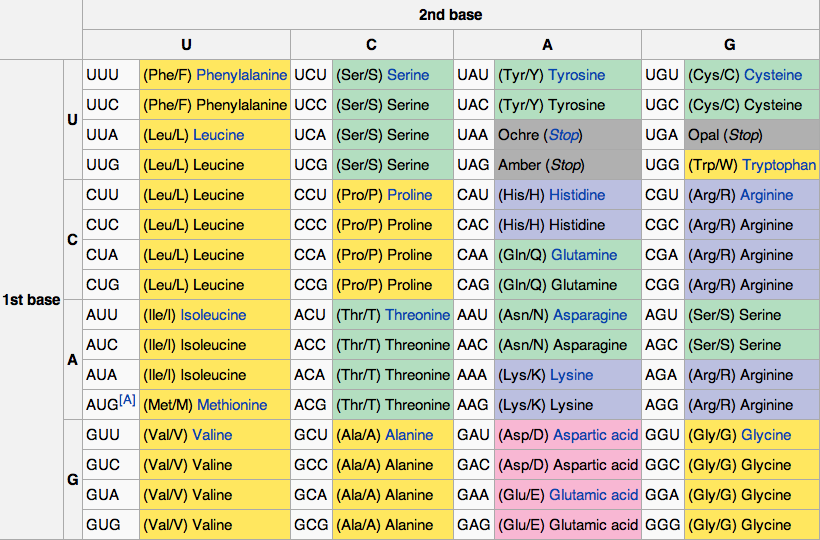 2nd base
U C A G
1st base
U
UUU (Phe/F) Phenylalanine UCU (Ser/S) Serine UAU (Tyr/Y) Tyrosine UGU (Cys/C) Cysteine
UUC (Phe/F) Phenylalanine UCC (Ser/S) Serine UAC (Tyr/Y) Tyrosine UGC (Cys/C) Cysteine
UUA (Leu/L) Leucine UCA (Ser/S) Serine UAA Ochre (Stop) UGA Opal (Stop)
UUG (Leu/L) Leucine UCG (Ser/S) Serine UAG Amber (Stop) UGG (Trp/W) Tryptophan
C
CUU (Leu/L) Leucine CCU (Pro/P) Proline CAU (His/H) Histidine CGU (Arg/R) Arginine
CUC (Leu/L) Leucine CCC (Pro/P) Proline CAC (His/H) Histidine CGC (Arg/R) Arginine
CUA (Leu/L) Leucine CCA (Pro/P) Proline CAA (Gln/Q) Glutamine CGA (Arg/R) Arginine
CUG (Leu/L) Leucine CCG (Pro/P) Proline CAG (Gln/Q) Glutamine CGG (Arg/R) Arginine
A
AUU (Ile/I) Isoleucine ACU (Thr/T) Threonine AAU (Asn/N) Asparagine AGU (Ser/S) Serine
AUC (Ile/I) Isoleucine ACC (Thr/T) Threonine AAC (Asn/N) Asparagine AGC (Ser/S) Serine
AUA (Ile/I) Isoleucine ACA (Thr/T) Threonine AAA (Lys/K) Lysine AGA (Arg/R) Arginine
AUG[A] (Met/M) Methionine ACG (Thr/T) Threonine AAG (Lys/K) Lysine AGG (Arg/R) Arginine
G
GUU (Val/V) Valine GCU (Ala/A) Alanine GAU (Asp/D) Aspartic acid GGU (Gly/G) Glycine
GUC (Val/V) Valine GCC (Ala/A) Alanine GAC (Asp/D) Aspartic acid GGC (Gly/G) Glycine
GUA (Val/V) Valine GCA (Ala/A) Alanine GAA (Glu/E) Glutamic acid GGA (Gly/G) Glycine
GUG (Val/V) Valine GCG (Ala/A) Alanine GAG (Glu/E) Glutamic acid GGG (Gly/G) Glycine